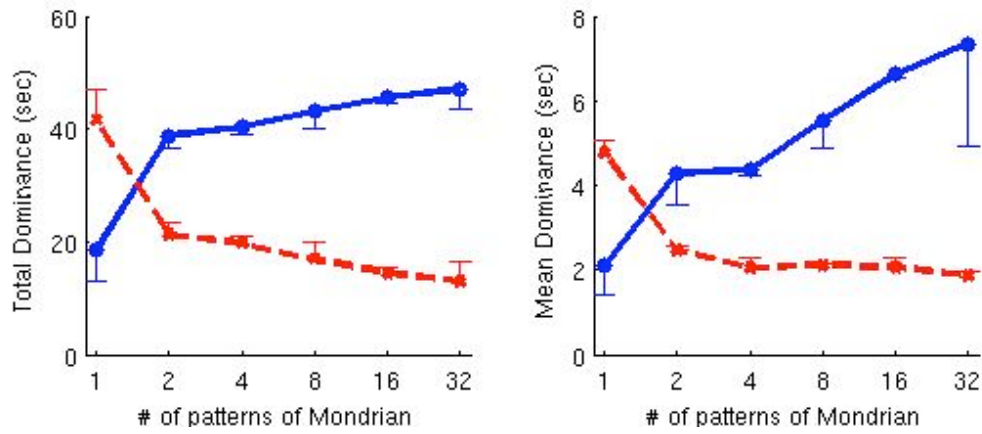 Total Dominance (sec)
60
40
20
0
1 2 4 8 16 32
# of patterns of Mondrian
Mean Dominance (sec)
8
6
4
2
0
1 2 4 8 16 32
# of patterns of Mondrian